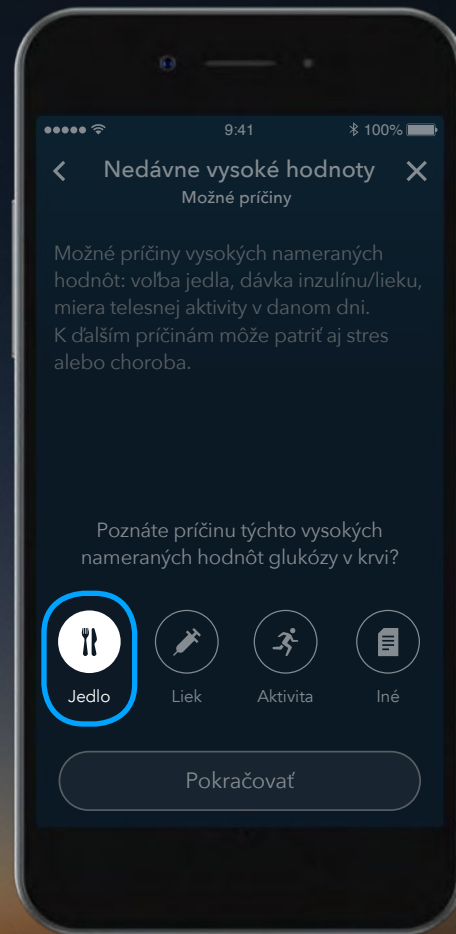 9:41
100%
Nedávne vysoké hodnoty
Možné príčiny
Možné príčiny vysokých nameraných
hodnôt: voľba jedla, dávka inzulínu/lieku,
miera telesnej aktivity v danom dni.
K ďalším príčinám môže patriť aj stres
alebo choroba.
Poznáte príčinu týchto vysokých
nameraných hodnôt glukózy v krvi?
Jedlo
Liek
Aktivita
Iné
Pokračovať